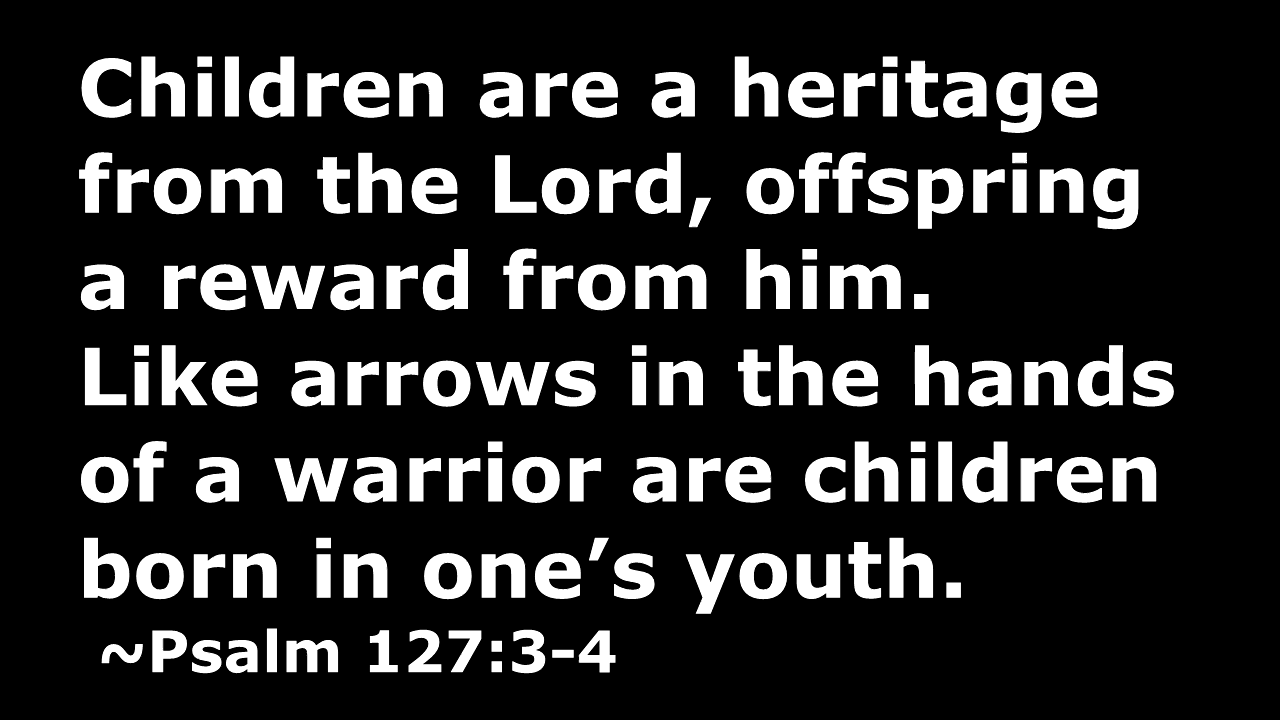 Children are a heritage
from the Lord, offspring
a reward from him.
Like arrows in the hands
of a warrior are children
born in one’s youth.
~Psalm 127:3-4